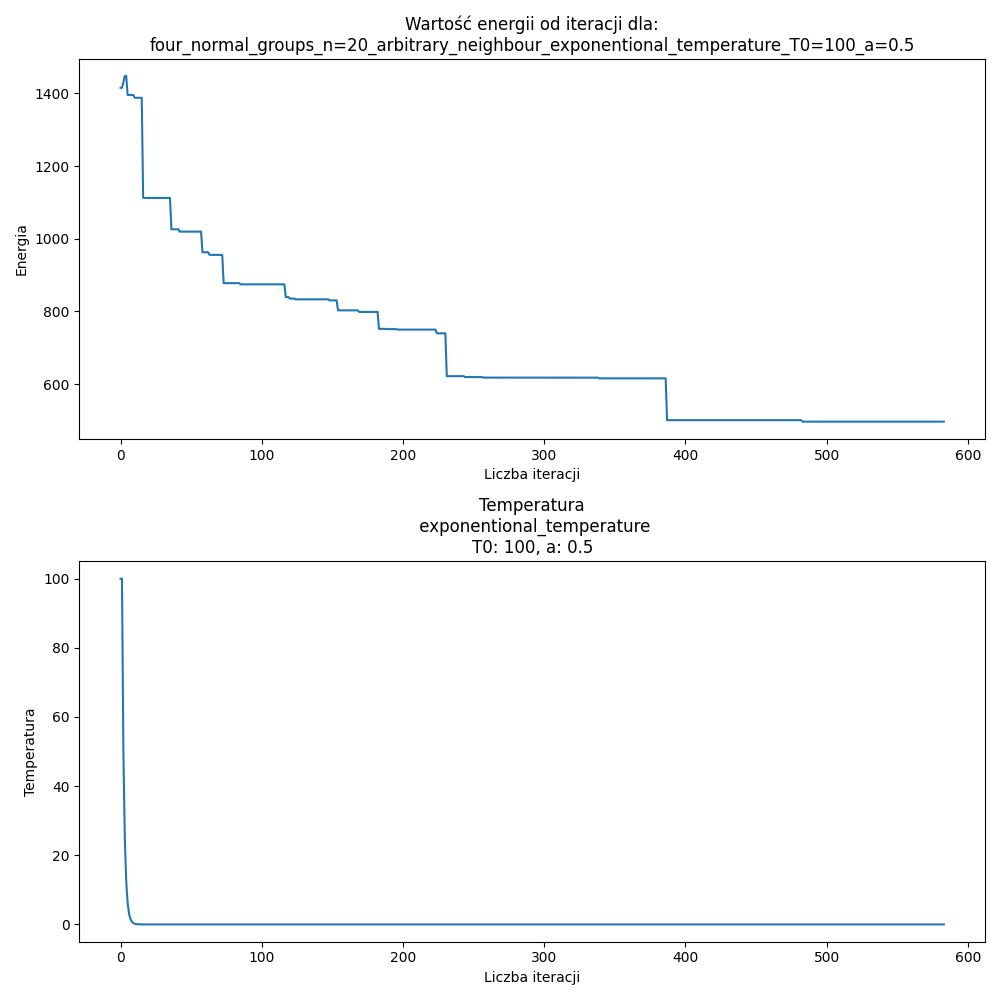 Wartość energii od iteracji dla:
four_normal_groups_n=20_arbitrary_neighbour_exponentional_temperature_T0=100_a=0.5
1400
1200
1000
800
600
Energia
0 100 200 300 400 500 600
Liczba iteracji
Temperatura
exponentional_temperature
T0: 100, a: 0.5
100
80
60
40
20
0
Temperatura
0 100 200 300 400 500 600
Liczba iteracji